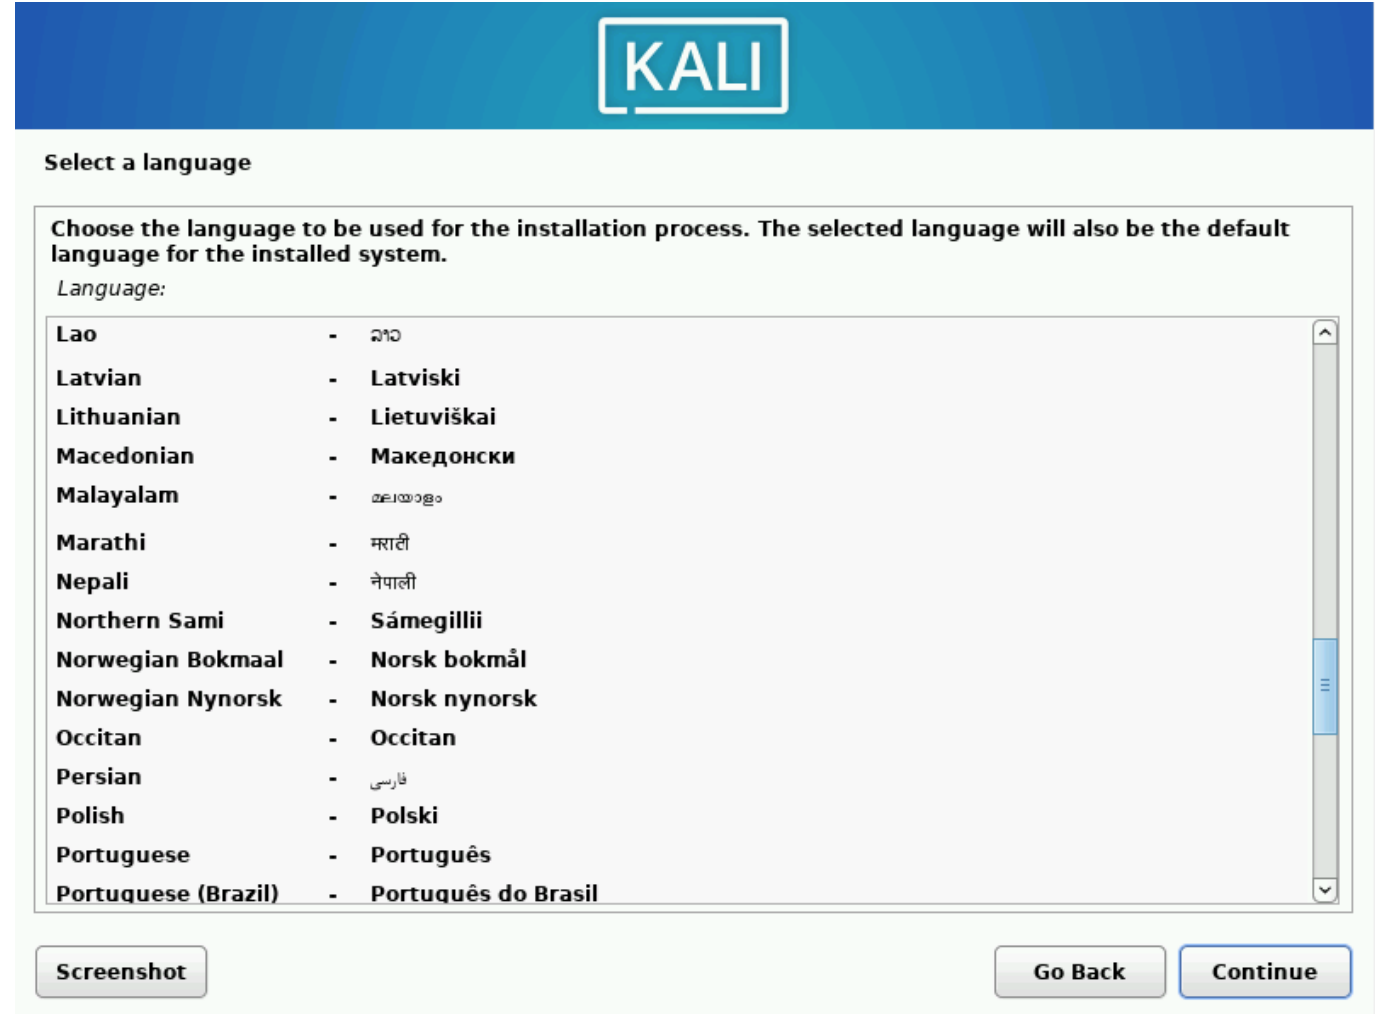 KALI
Select a language
Choose the language to be used for the installation process. The selected language will also be the default
language for the installed system.
Language:
Lao - ລາວ
Latvian - Latviski
Lithuanian - Lietuviškai
Macedonian - Македонски
Malayalam - മലയാളം
Marathi - मराठी
Nepali - नेपाली
Northern Sami - Sámegillii
Norwegian Bokmaal - Norsk bokmål
Norwegian Nynorsk - Norsk nynorsk
Occitan - Occitan
Persian - فارسی
Polish - Polski
Portuguese - Português
Portuguese (Brazil) - Português do Brasil
Screenshot Go Back Continue